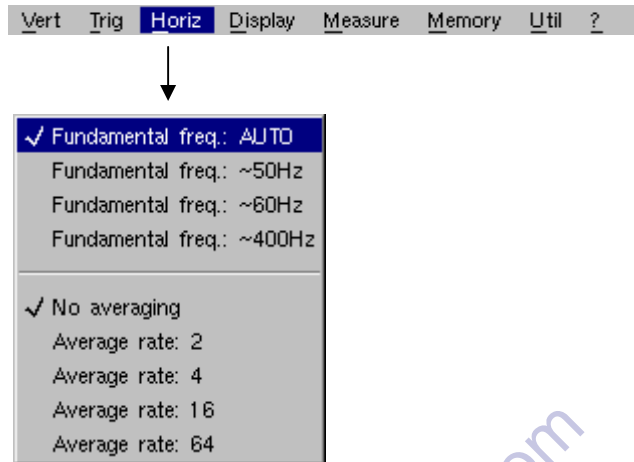 Vert Trig Horiz Display Measure Memory Util ?
✓ Fundamental freq.: AUTO
Fundamental freq.: ~50Hz
Fundamental freq.: ~60Hz
Fundamental freq.: ~400Hz
✓ No averaging
Average rate: 2
Average rate: 4
Average rate: 16
Average rate: 64
com